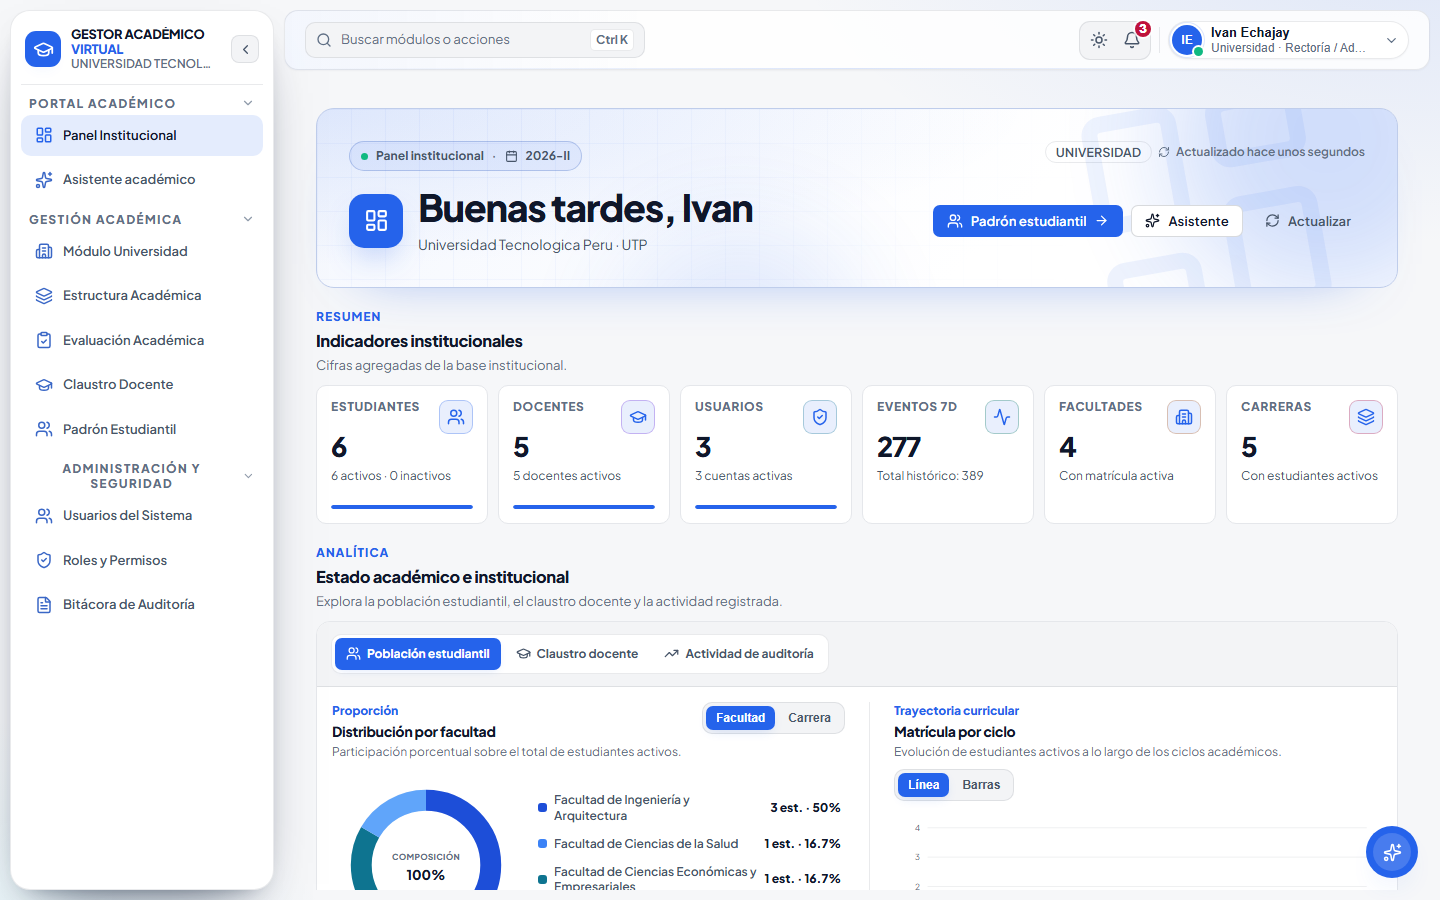 GESTOR ACADÉMICO
VIRTUAL
UNIVERSIDAD TECNOL...
PORTAL ACADÉMICO
Panel Institucional
Asistente académico
GESTIÓN ACADÉMICA
Módulo Universidad
Estructura Académica
Evaluación Académica
Claustro Docente
Padrón Estudiantil
ADMINISTRACIÓN Y
SEGURIDAD
Usuarios del Sistema
Roles y Permisos
Bitácora de Auditoría
Buscar módulos o acciones
Ctrl K
3
IE
Ivan Echajay
Universidad · Rectoría / Ad...
Panel institucional · 2026-II
UNIVERSIDAD
Actualizado hace unos segundos
Buenas tardes, Ivan
Universidad Tecnologica Peru · UTP
Padrón estudiantil
Asistente
Actualizar
RESUMEN
Indicadores institucionales
Cifras agregadas de la base institucional.
ESTUDIANTES
6
6 activos · 0 inactivos
DOCENTES
5
5 docentes activos
USUARIOS
3
3 cuentas activas
EVENTOS 7D
277
Total histórico: 389
FACULTADES
4
Con matrícula activa
CARRERAS
5
Con estudiantes activos
ANALÍTICA
Estado académico e institucional
Explora la población estudiantil, el claustro docente y la actividad registrada.
Población estudiantil
Claustro docente
Actividad de auditoría
Proporción
Distribución por facultad
Participación porcentual sobre el total de estudiantes activos.
Facultad
Carrera
COMPOSICIÓN
100%
Facultad de Ingeniería y
Arquitectura
3 est. · 50%
Facultad de Ciencias de la Salud
1 est. · 16.7%
Facultad de Ciencias Económicas y
Empresariales
1 est. · 16.7%
Trayectoria curricular
Matrícula por ciclo
Evolución de estudiantes activos a lo largo de los ciclos académicos.
Línea
Barras
4
3
2